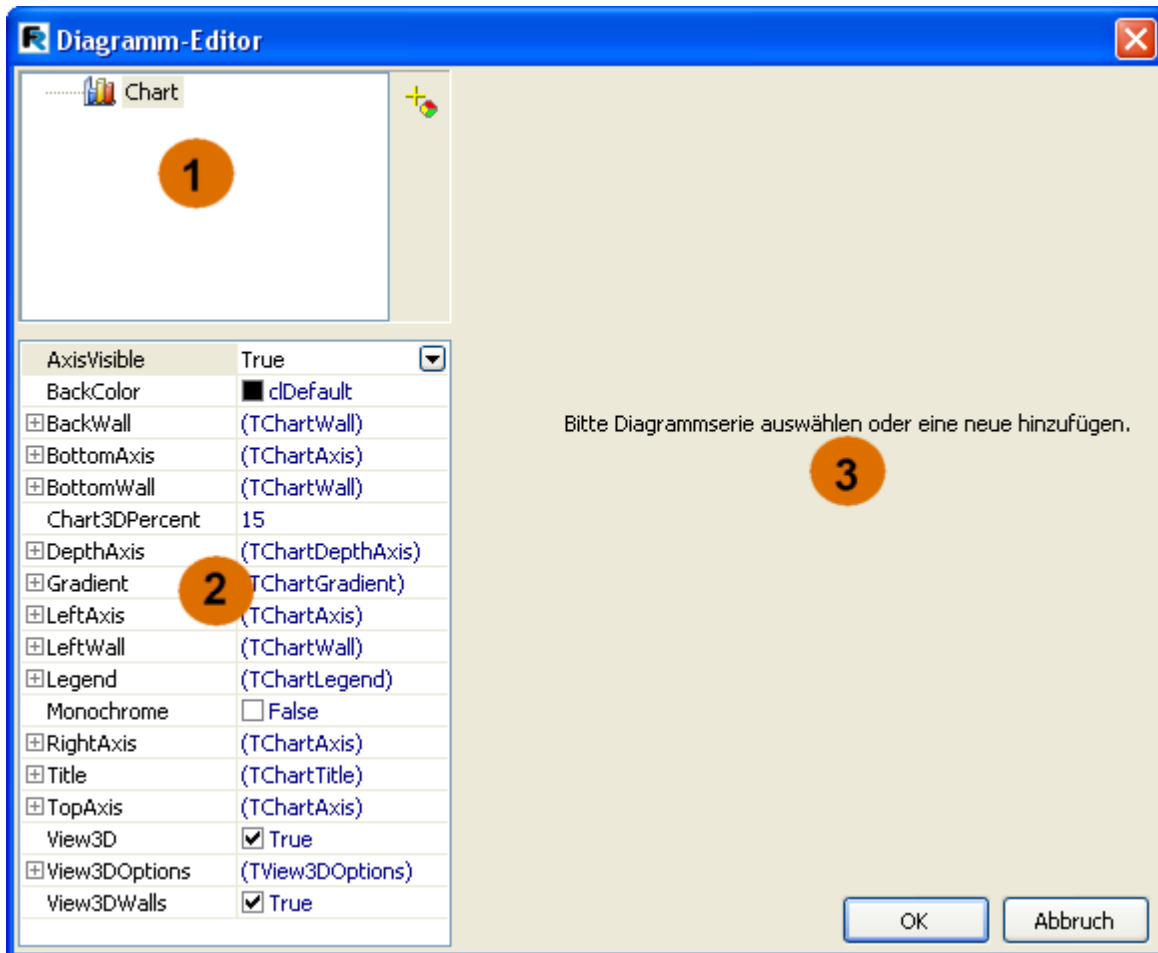 Diagramm-Editor
Chart
1
AxisVisible True
BackColor clDefault
BackWall (TChartWall)
BottomAxis (TChartAxis)
BottomWall (TChartWall)
Chart3DPercent 15
DepthAxis (TChartDepthAxis)
Gradient TChartGradient)
LeftAxis (TChartAxis)
LeftWall (TChartWall)
Legend (TChartLegend)
Monochrome False
RightAxis (TChartAxis)
Title (TChartTitle)
TopAxis (TChartAxis)
View3D True
View3DOptions (TView3DOptions)
View3DWalls True
2
Bitte Diagrammserie auswählen oder eine neue hinzufügen.
3
OK Abbruch